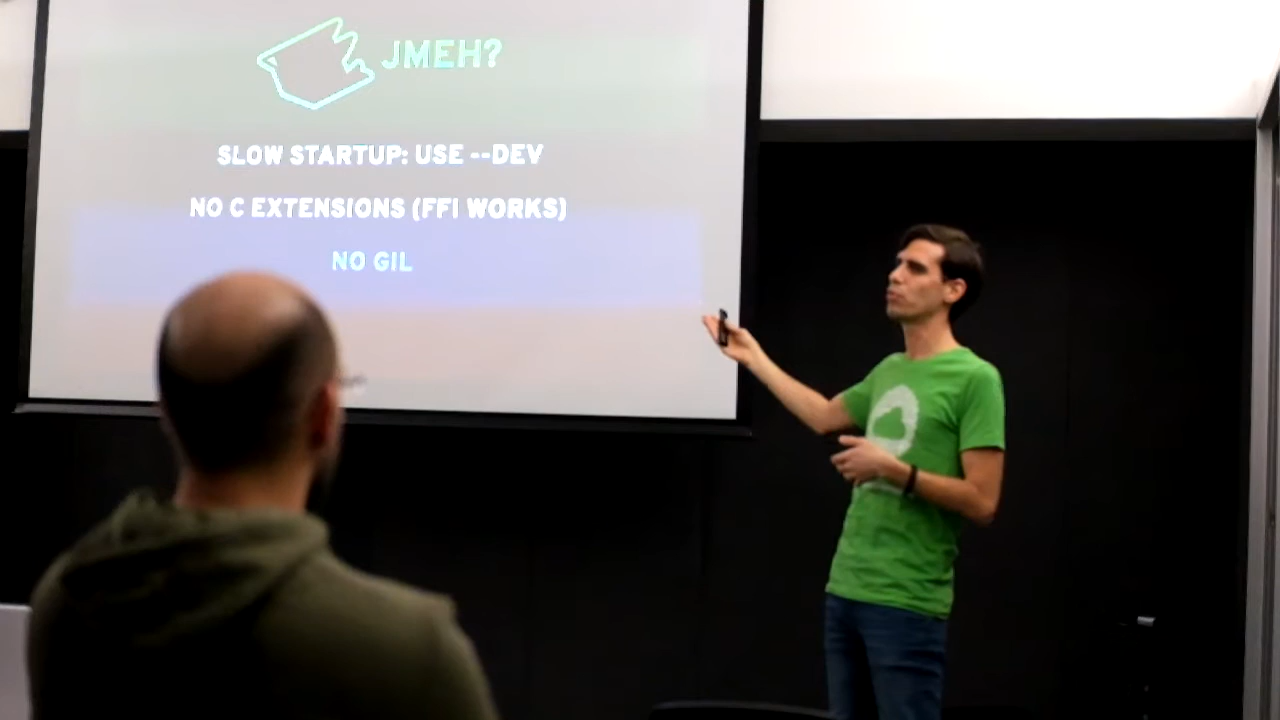 JMEH?
SLOW STARTUP: USE --DEV
NO C EXTENSIONS (FFI WORKS)
NO GIL